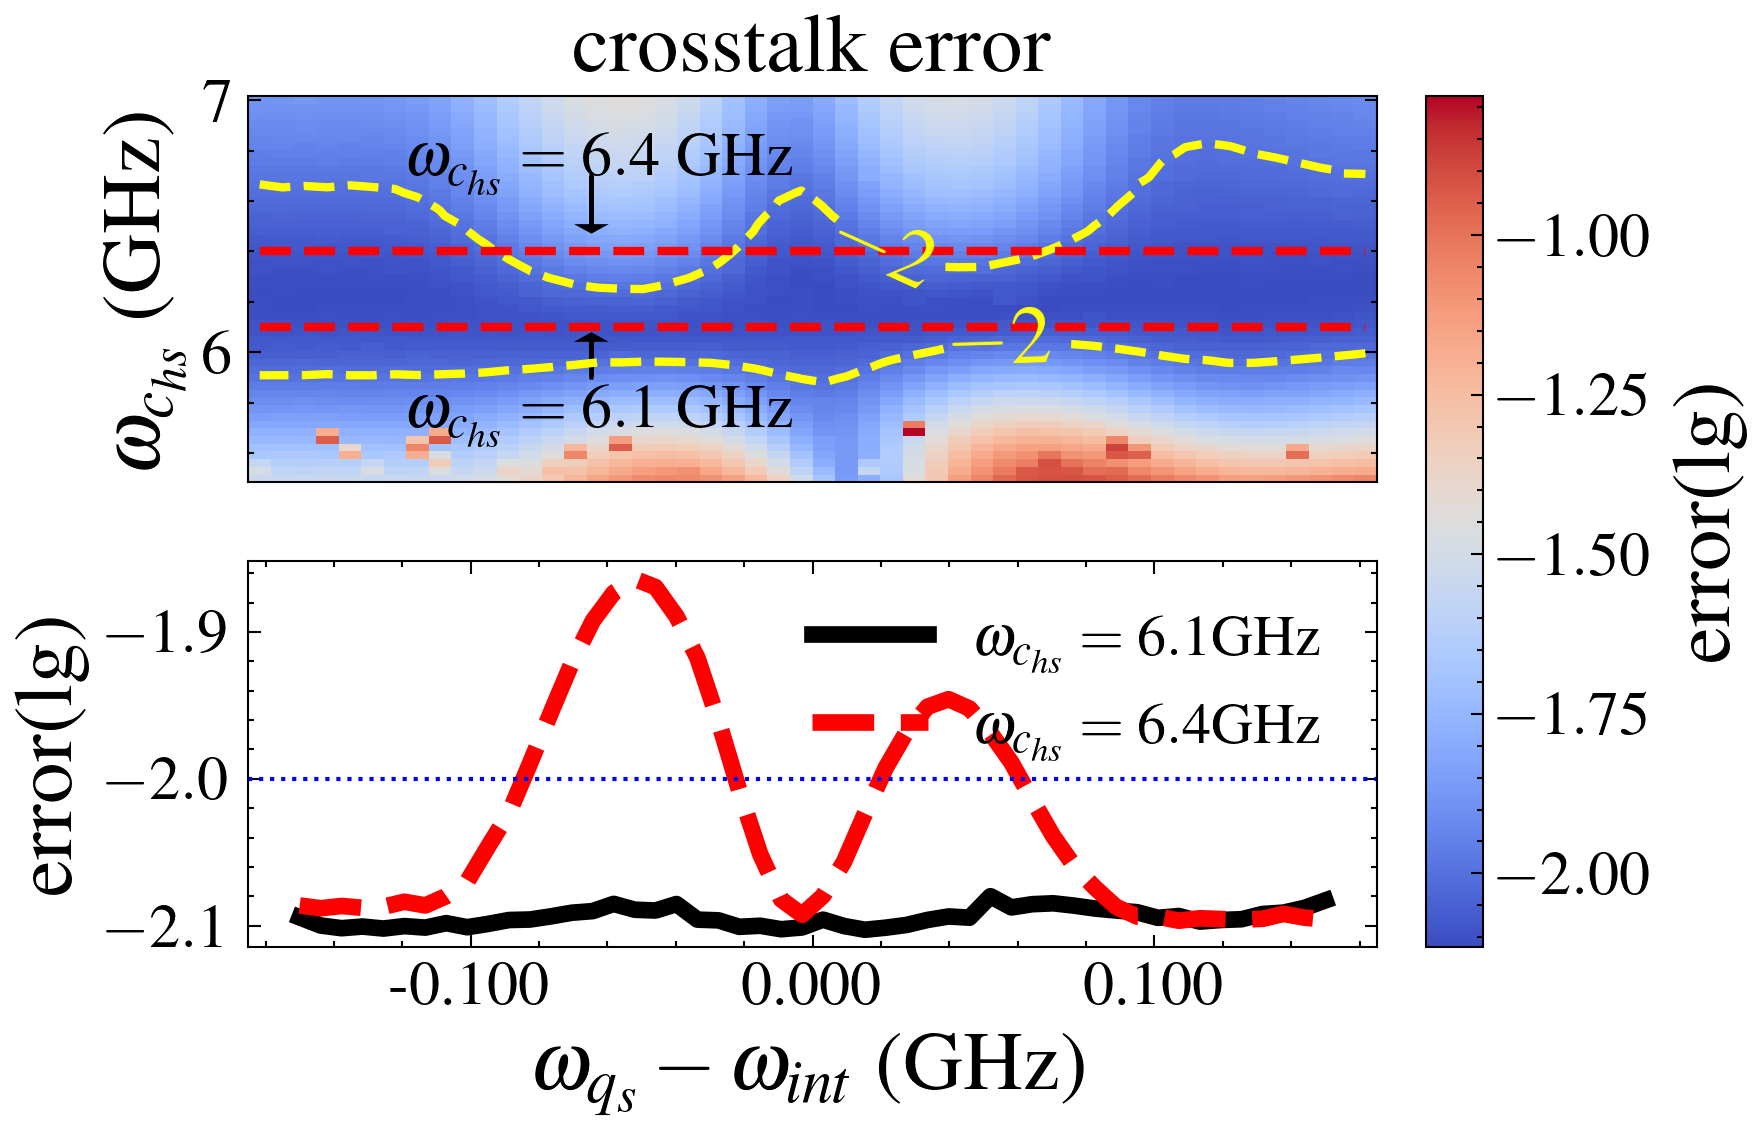 crosstalk error
7
6
ω_{c_{hs}} (GHz)
ω_{c_{hs}} = 6.4 GHz
−2
−2
ω_{c_{hs}} = 6.1 GHz
−1.00
−1.25
−1.50
−1.75
−2.00
error(lg)
−1.9
−2.0
−2.1
error(lg)
ω_{c_{hs}} = 6.1GHz
ω_{c_{hs}} = 6.4GHz
-0.100 0.000 0.100
ω_{q_s} − ω_{int} (GHz)